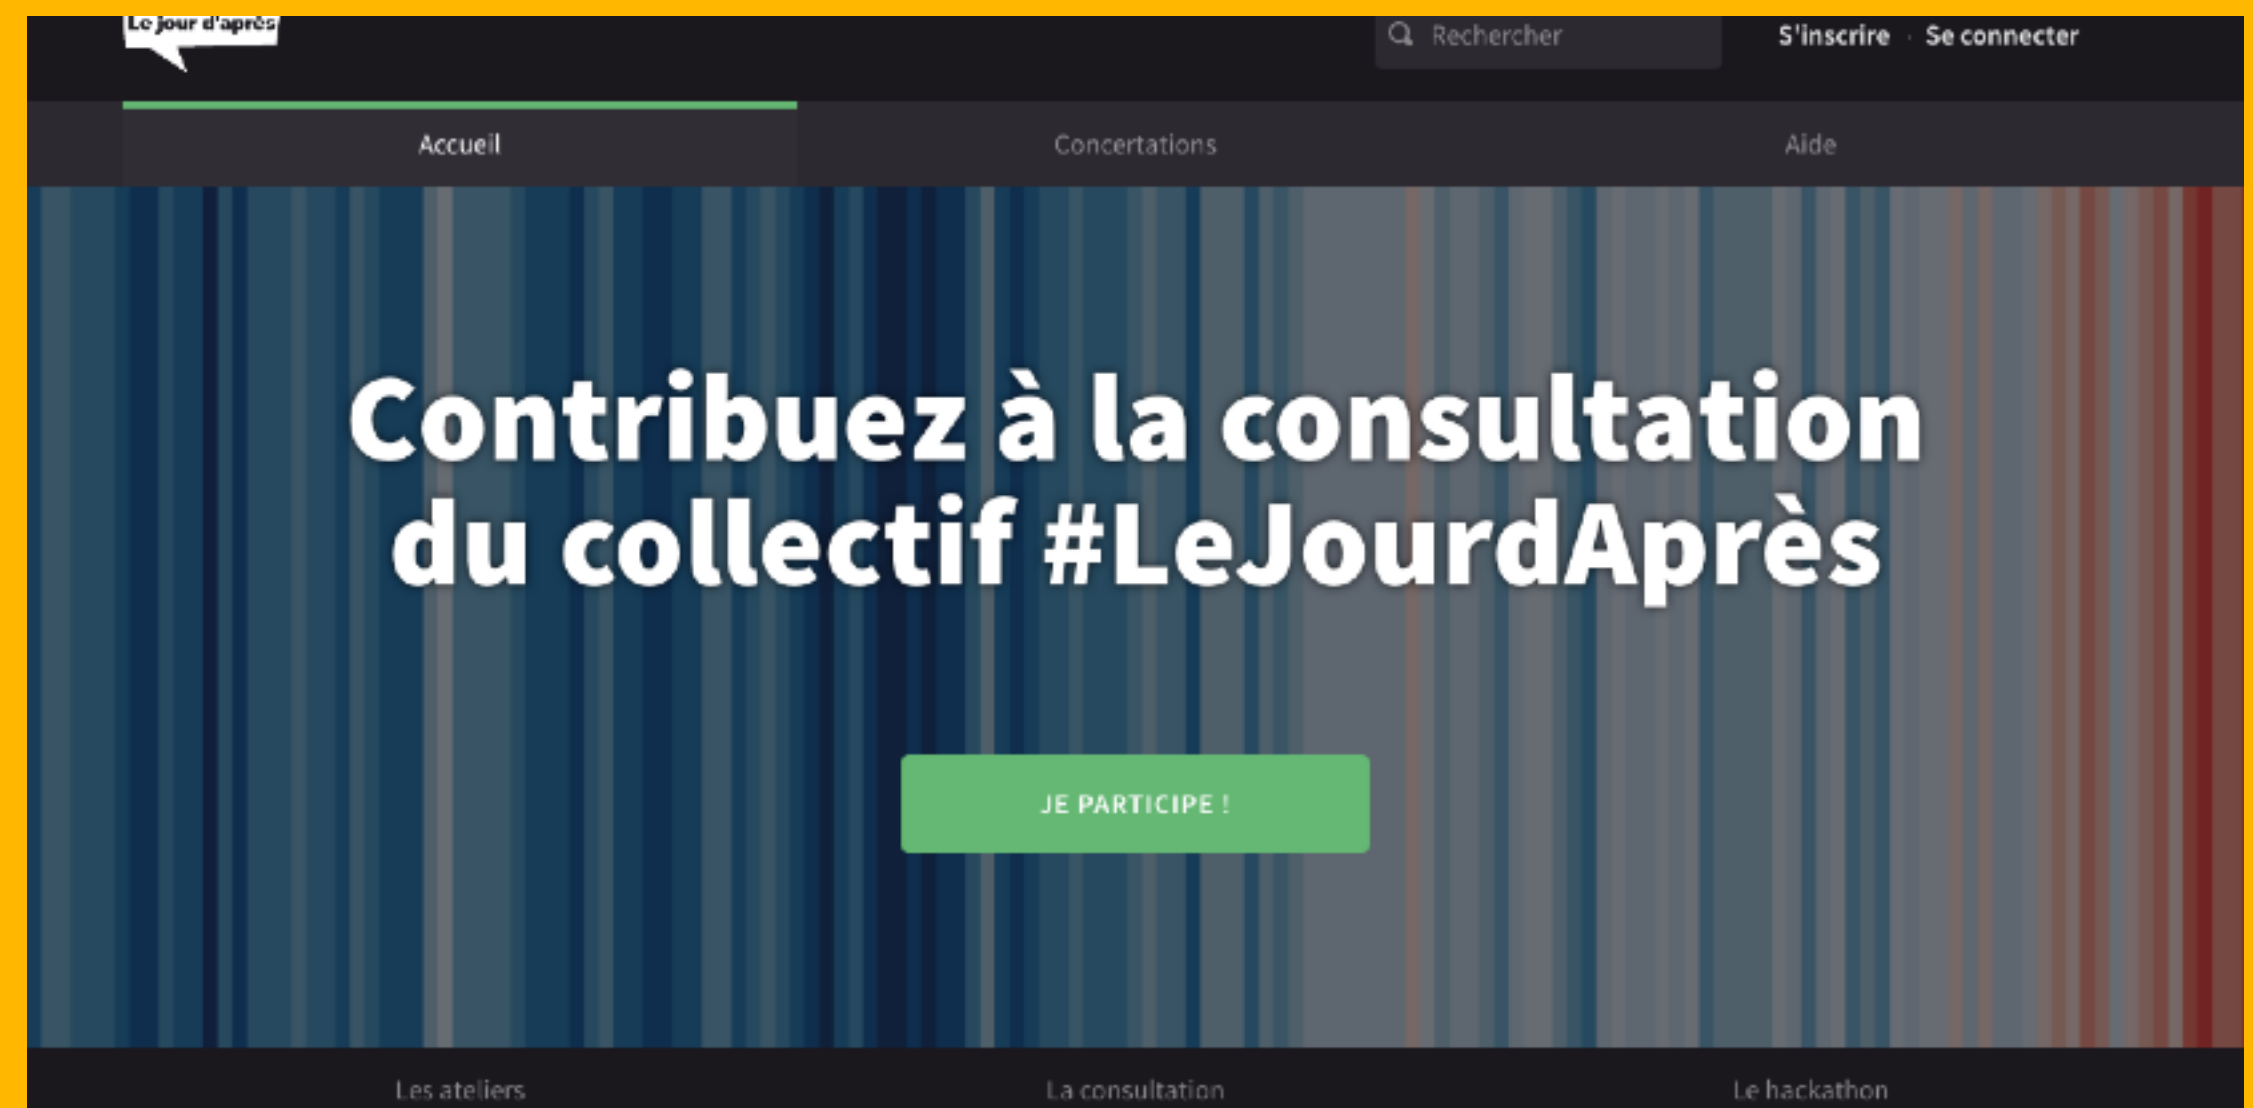 Le jour d'après
Rechercher
S'inscrire · Se connecter
Accueil
Concertations
Aide
Contribuez à la consultation
du collectif #LeJourdAprès
JE PARTICIPE !
Les ateliers
La consultation
Le hackathon